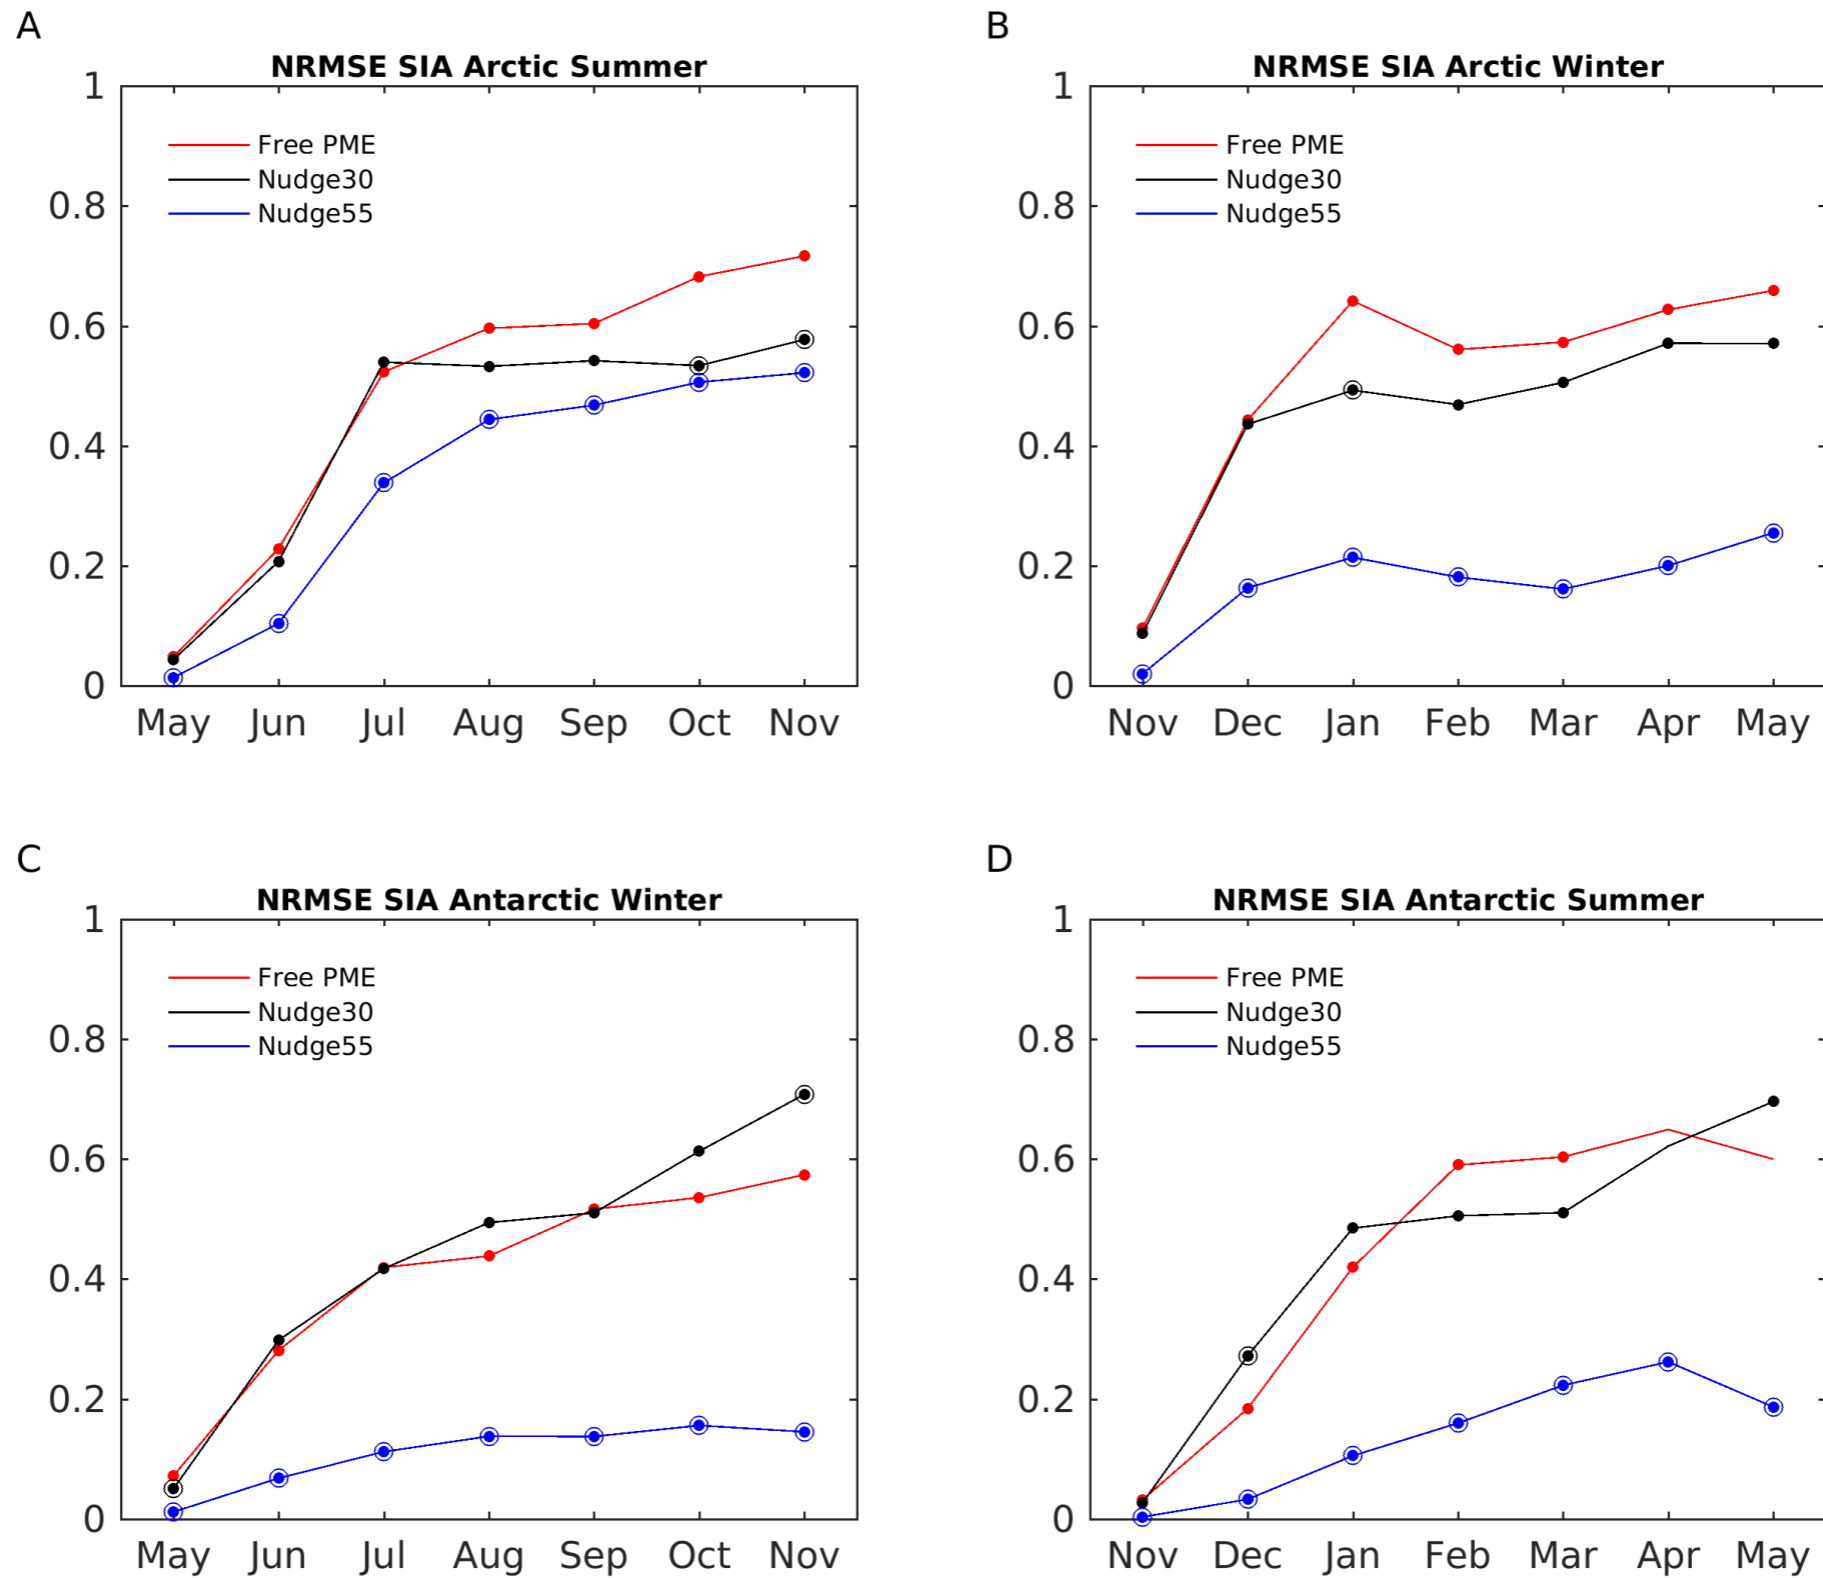 A
NRMSE SIA Arctic Summer
1
0.8
0.6
0.4
0.2
0
Free PME
Nudge30
Nudge55
May Jun Jul Aug Sep Oct Nov
B
NRMSE SIA Arctic Winter
1
0.8
0.6
0.4
0.2
0
Free PME
Nudge30
Nudge55
Nov Dec Jan Feb Mar Apr May
C
NRMSE SIA Antarctic Winter
1
0.8
0.6
0.4
0.2
0
Free PME
Nudge30
Nudge55
May Jun Jul Aug Sep Oct Nov
D
NRMSE SIA Antarctic Summer
1
0.8
0.6
0.4
0.2
0
Free PME
Nudge30
Nudge55
Nov Dec Jan Feb Mar Apr May